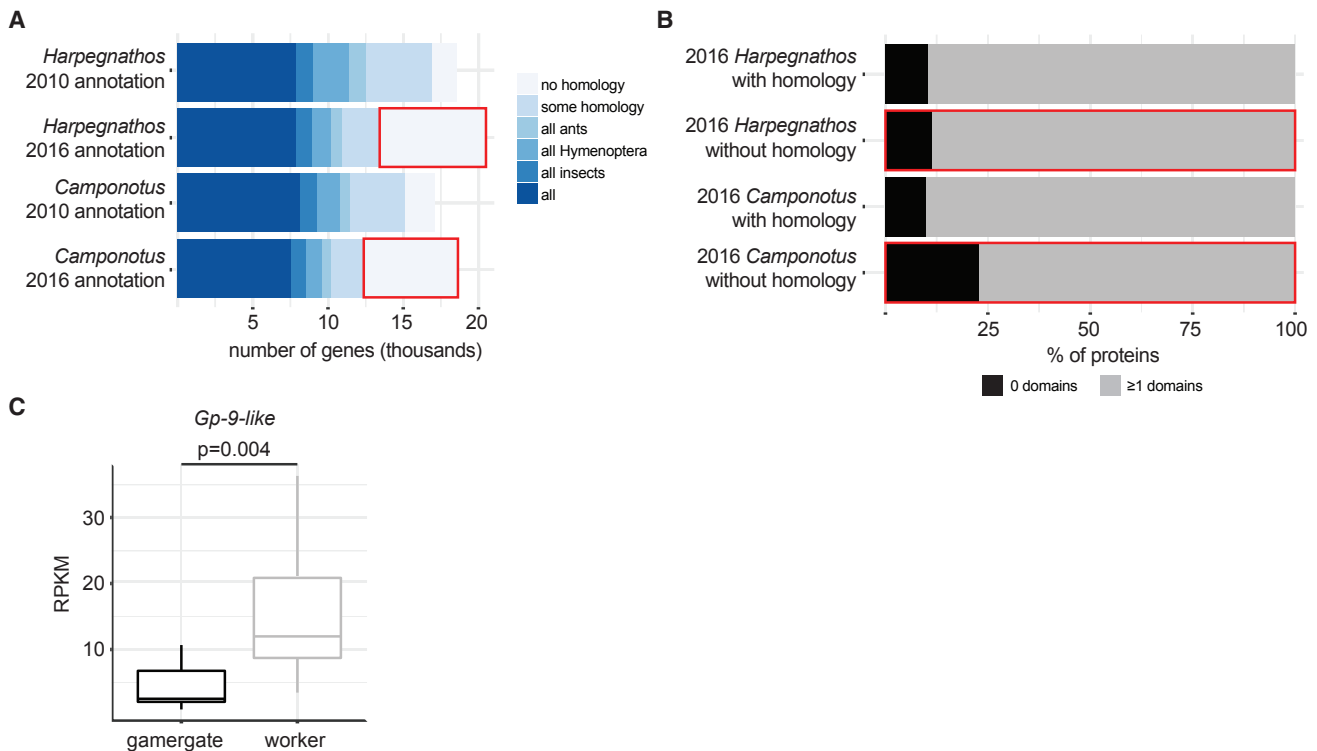 A
Harpegnathos
2010 annotation
Harpegnathos
2016 annotation
Camponotus
2010 annotation
Camponotus
2016 annotation
5 10 15 20
number of genes (thousands)
no homology
some homology
all ants
all Hymenoptera
all insects
all
B
2016 Harpegnathos
with homology
2016 Harpegnathos
without homology
2016 Camponotus
with homology
2016 Camponotus
without homology
25 50 75 100
% of proteins
0 domains ≥1 domains
C
Gp-9-like
p=0.004
30
20
10
RPKM
gamergate worker